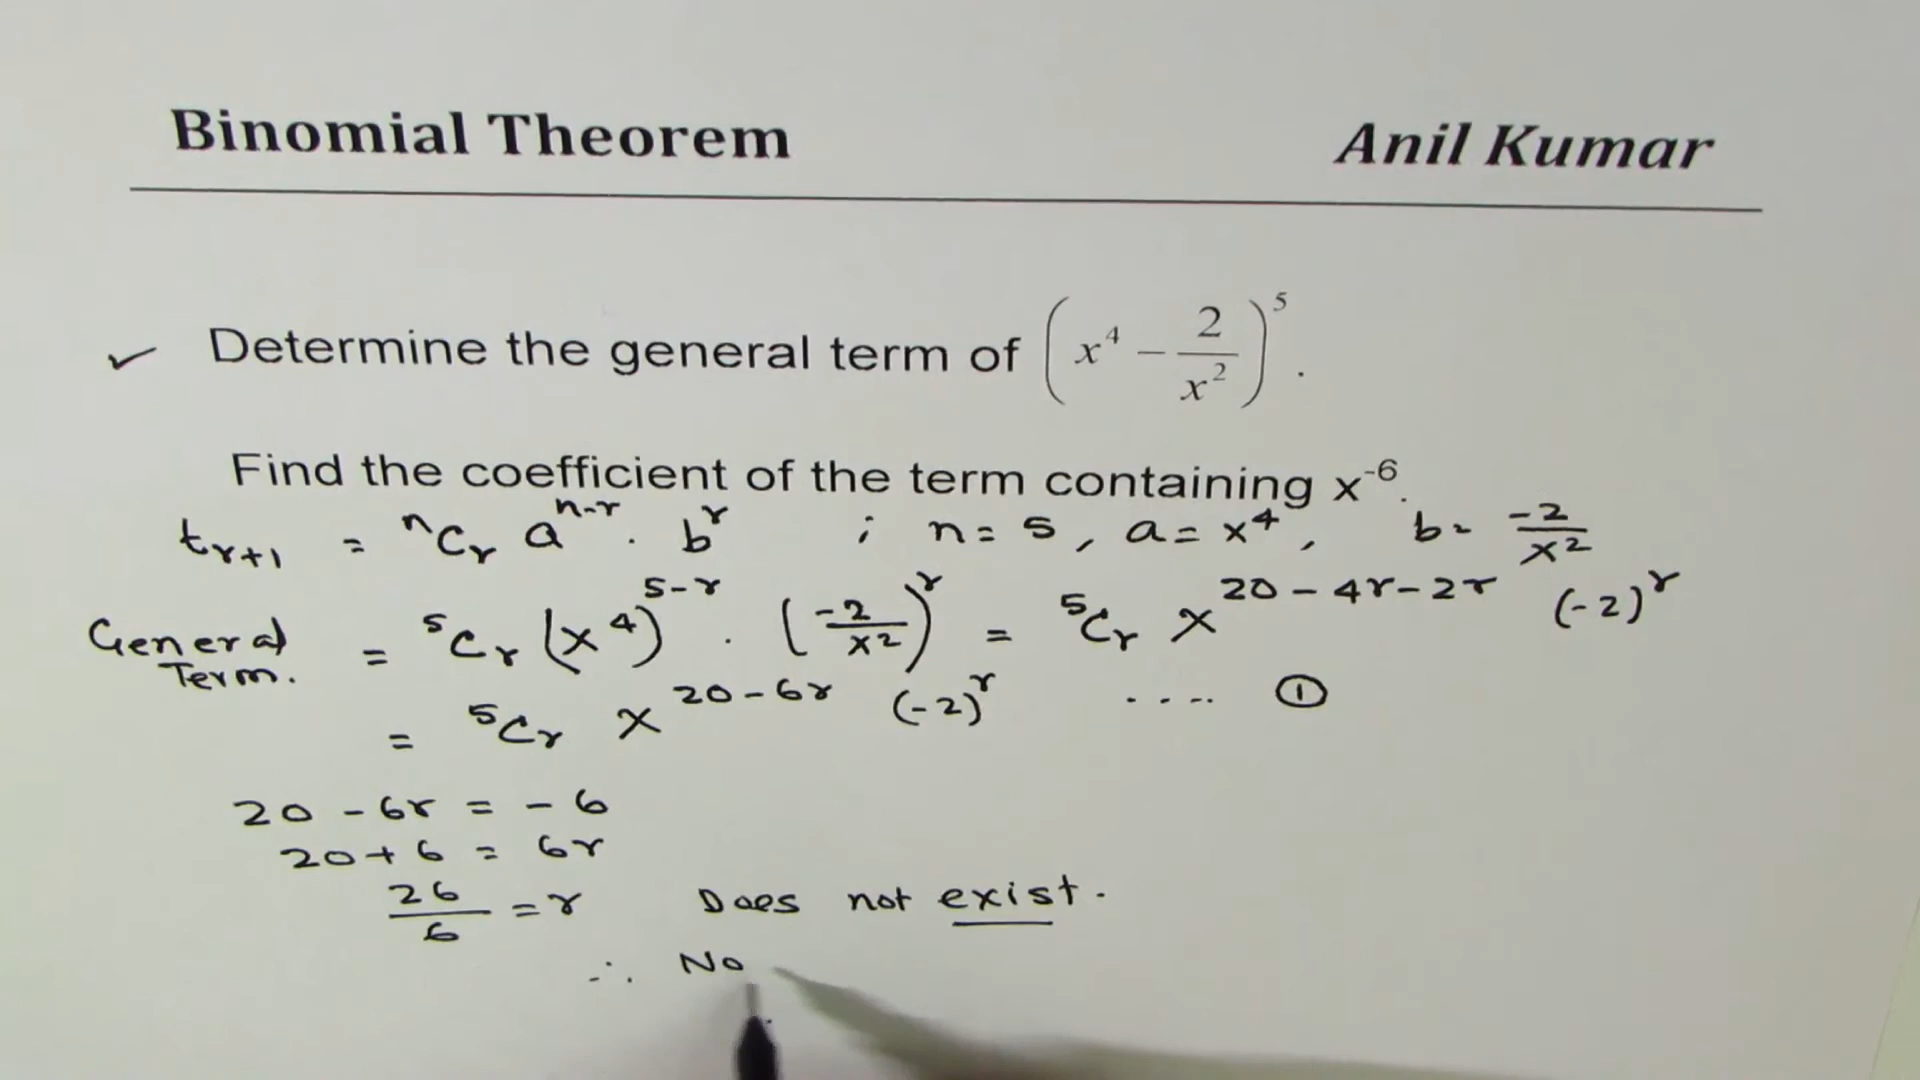 Binomial Theorem Anil Kumar
✓ Determine the general term of (x⁴ − 2/x²)⁵.
Find the coefficient of the term containing x⁻⁶.
tᵣ₊₁ = ⁿCᵣ aⁿ⁻ʳ . bʳ ; n = 5 , a = x⁴ , b = -2/x²
General Term. = ⁵Cᵣ (x⁴)⁵⁻ʳ . (-2/x²)ʳ = ⁵Cᵣ x^(20-4r-2r) (-2)ʳ
= ⁵Cᵣ x^(20-6r) (-2)ʳ .... ①
20 - 6r = - 6
20 + 6 = 6r
26/6 = r Does not exist.
∴ No